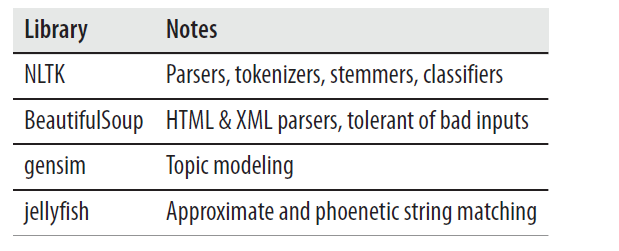 Library Notes
NLTK Parsers, tokenizers, stemmers, classifiers
BeautifulSoup HTML & XML parsers, tolerant of bad inputs
gensim Topic modeling
jellyfish Approximate and phoenetic string matching